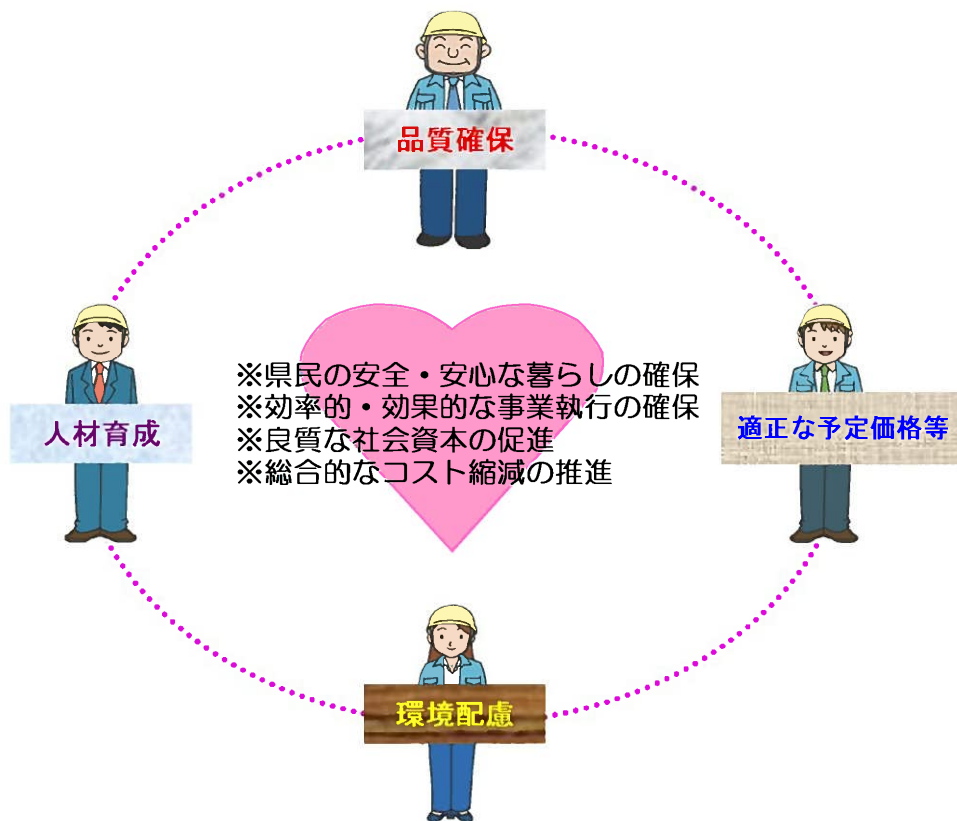 品質確保
※県民の安全・安心な暮らしの確保
※効率的・効果的な事業執行の確保
※良質な社会資本の促進
※総合的なコスト縮減の推進
人材育成
適正な予定価格等
環境配慮